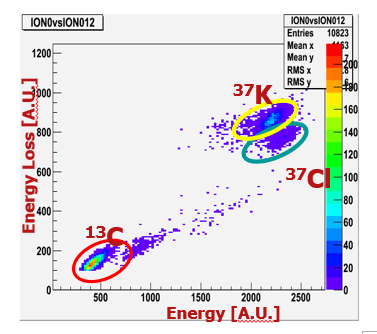 ION0vsION012
ION0vsION012
Entries 10823
Mean x
Mean y
RMS x
RMS y
1200
1000
800
600
400
200
0
500
1000
1500
2000
2500
200
160
140
120
100
80
60
40
20
0
37K
37Cl
13C
Energy Loss [A.U.]
Energy [A.U.]